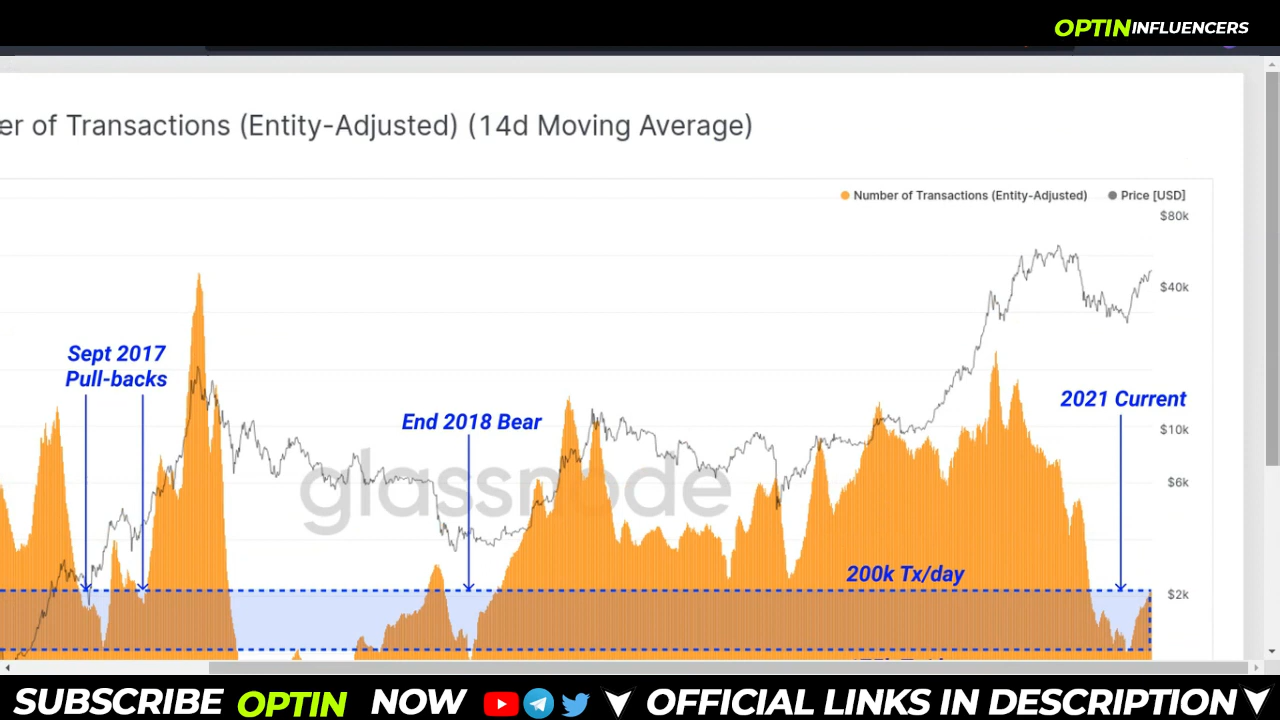 OPTIN INFLUENCERS
er of Transactions (Entity-Adjusted) (14d Moving Average)
Number of Transactions (Entity-Adjusted) Price [USD]
$80k
$40k
Sept 2017
Pull-backs
2021 Current
End 2018 Bear
$10k
glassnode
$6k
200k Tx/day
$2k
SUBSCRIBE OPTIN NOW OFFICIAL LINKS IN DESCRIPTION